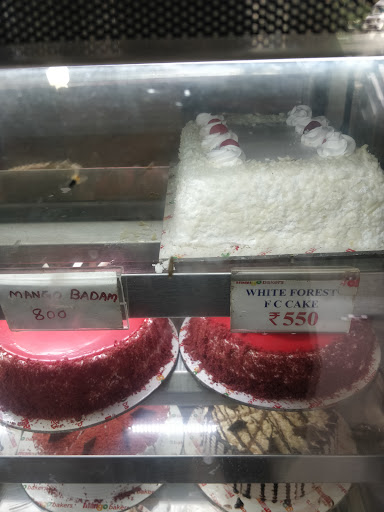 MANGO BADAM
800
WHITE FOREST
F C CAKE
₹550